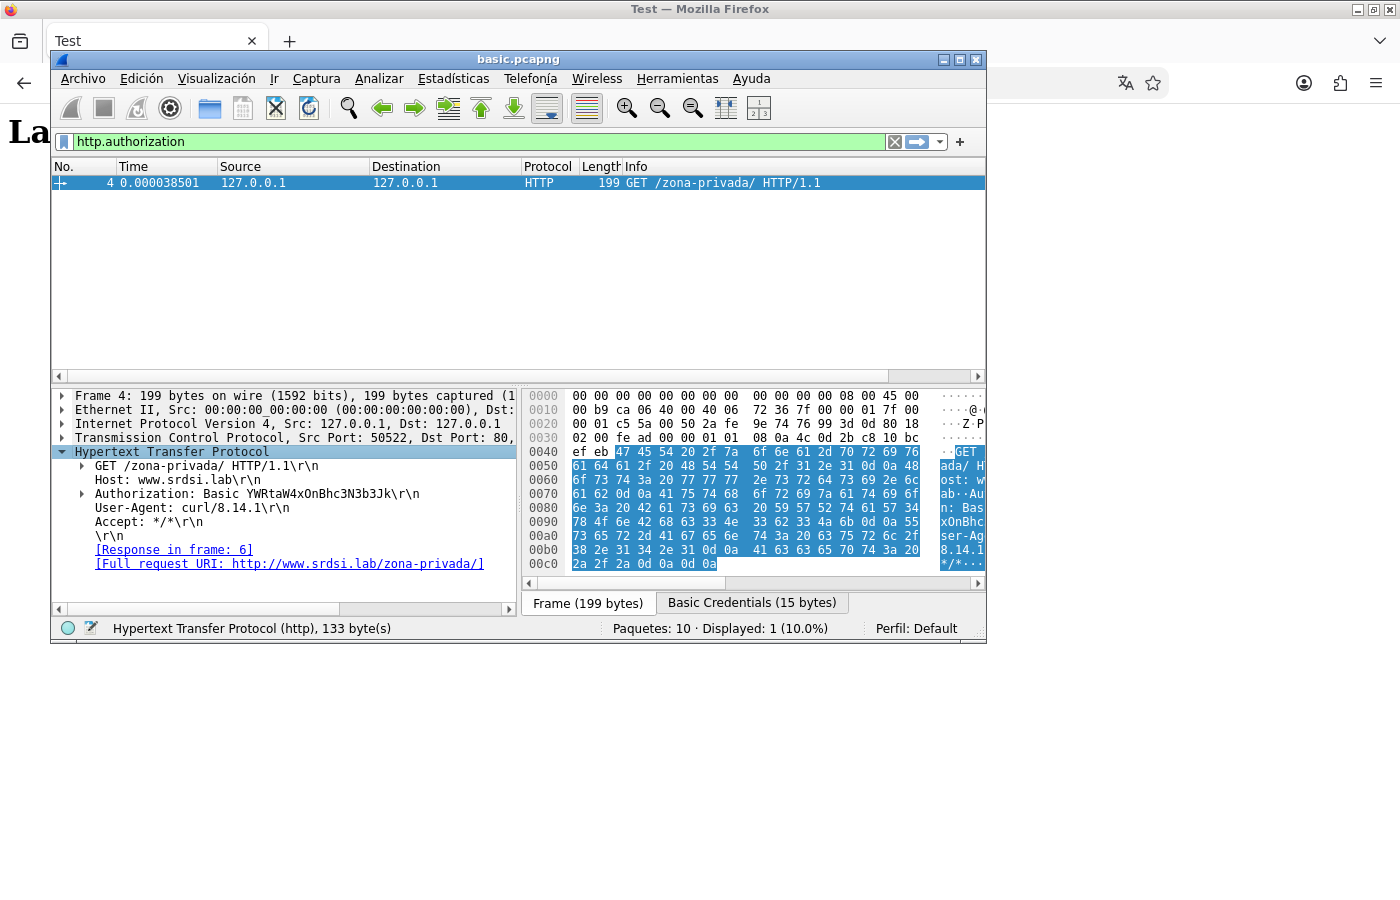 Test — Mozilla Firefox
Test
La
basic.pcapng
Archivo Edición Visualización Ir Captura Analizar Estadísticas Telefonía Wireless Herramientas Ayuda
http.authorization
No. Time Source Destination Protocol Length Info
4 0.000038501 127.0.0.1 127.0.0.1 HTTP 199 GET /zona-privada/ HTTP/1.1
Frame 4: 199 bytes on wire (1592 bits), 199 bytes captured (1
Ethernet II, Src: 00:00:00_00:00:00 (00:00:00:00:00:00), Dst:
Internet Protocol Version 4, Src: 127.0.0.1, Dst: 127.0.0.1
Transmission Control Protocol, Src Port: 50522, Dst Port: 80,
Hypertext Transfer Protocol
GET /zona-privada/ HTTP/1.1\r\n
Host: www.srdsi.lab\r\n
Authorization: Basic YWRtaW4xOnBhc3N3b3Jk\r\n
User-Agent: curl/8.14.1\r\n
Accept: */*\r\n
\r\n
[Response in frame: 6]
[Full request URI: http://www.srdsi.lab/zona-privada/]
0000 00 00 00 00 00 00 00 00 00 00 00 00 08 00 45 00 ······
0010 00 b9 ca 06 40 00 40 06 72 36 7f 00 00 01 7f 00 ····@·
0020 00 01 c5 5a 00 50 2a fe 9e 74 76 99 3d 0d 80 18 ···Z·P
0030 02 00 fe ad 00 00 01 01 08 0a 4c 0d 2b c8 10 bc ······
0040 ef eb 47 45 54 20 2f 7a 6f 6e 61 2d 70 72 69 76 ··GET
0050 61 64 61 2f 20 48 54 54 50 2f 31 2e 31 0d 0a 48 ada/ H
0060 6f 73 74 3a 20 77 77 77 2e 73 72 64 73 69 2e 6c ost: w
0070 61 62 0d 0a 41 75 74 68 6f 72 69 7a 61 74 69 6f ab··Au
0080 6e 3a 20 42 61 73 69 63 20 59 57 52 74 61 57 34 n: Bas
0090 78 4f 6e 42 68 63 33 4e 33 62 33 4a 6b 0d 0a 55 xOnBhc
00a0 73 65 72 2d 41 67 65 6e 74 3a 20 63 75 72 6c 2f ser-Ag
00b0 38 2e 31 34 2e 31 0d 0a 41 63 63 65 70 74 3a 20 8.14.1
00c0 2a 2f 2a 0d 0a 0d 0a */*···
Frame (199 bytes) Basic Credentials (15 bytes)
Hypertext Transfer Protocol (http), 133 byte(s) Paquetes: 10 · Displayed: 1 (10.0%) Perfil: Default